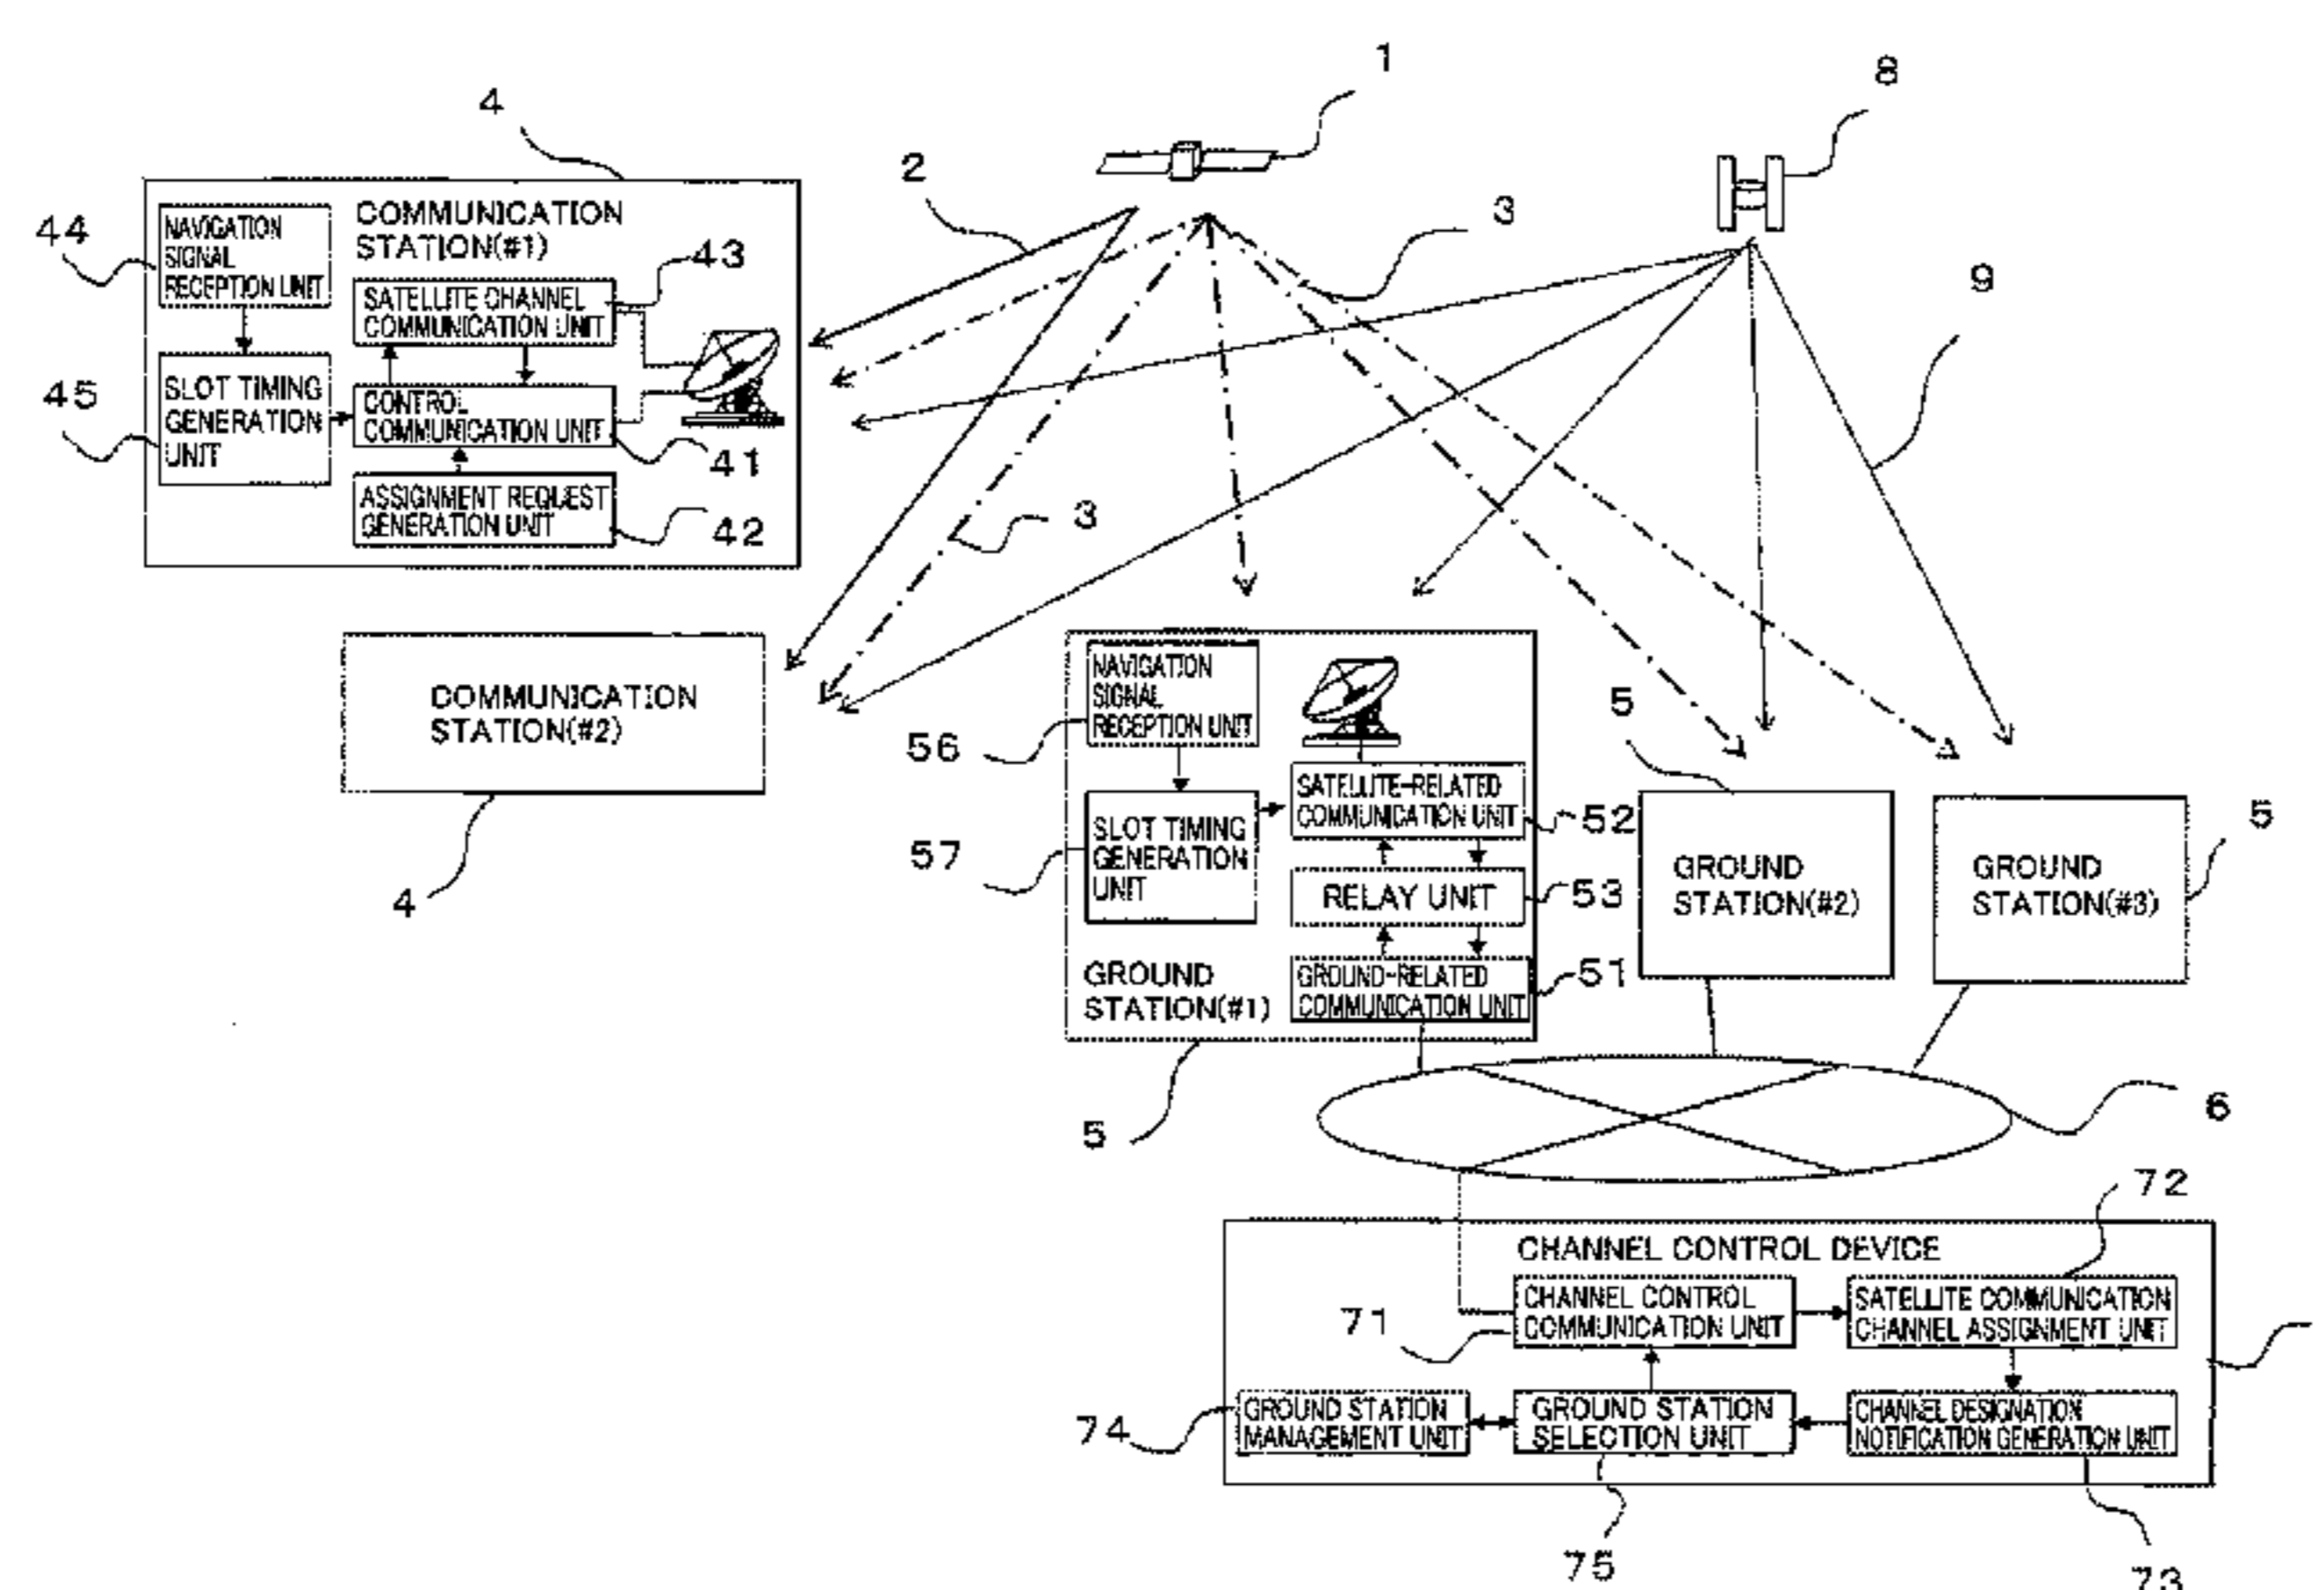 1
8
4
2
3
9
44
NAVIGATION
SIGNAL
RECEPTION UNIT
COMMUNICATION
STATION(#1)
43
SATELLITE CHANNEL
COMMUNICATION UNIT
45
SLOT TIMING
GENERATION
UNIT
CONTROL
COMMUNICATION UNIT
41
ASSIGNMENT REQUEST
GENERATION UNIT
42
3
COMMUNICATION
STATION(#2)
4
NAVIGATION
SIGNAL
RECEPTION UNIT
56
SATELLITE-RELATED
COMMUNICATION UNIT
52
57
SLOT TIMING
GENERATION
UNIT
RELAY UNIT
53
GROUND
STATION(#1)
GROUND-RELATED
COMMUNICATION UNIT
51
5
5
GROUND
STATION(#2)
GROUND
STATION(#3)
5
6
72
CHANNEL CONTROL DEVICE
71
CHANNEL CONTROL
COMMUNICATION UNIT
SATELLITE COMMUNICATION
CHANNEL ASSIGNMENT UNIT
74
GROUND STATION
MANAGEMENT UNIT
GROUND STATION
SELECTION UNIT
CHANNEL DESIGNATION
NOTIFICATION GENERATION UNIT
75
73